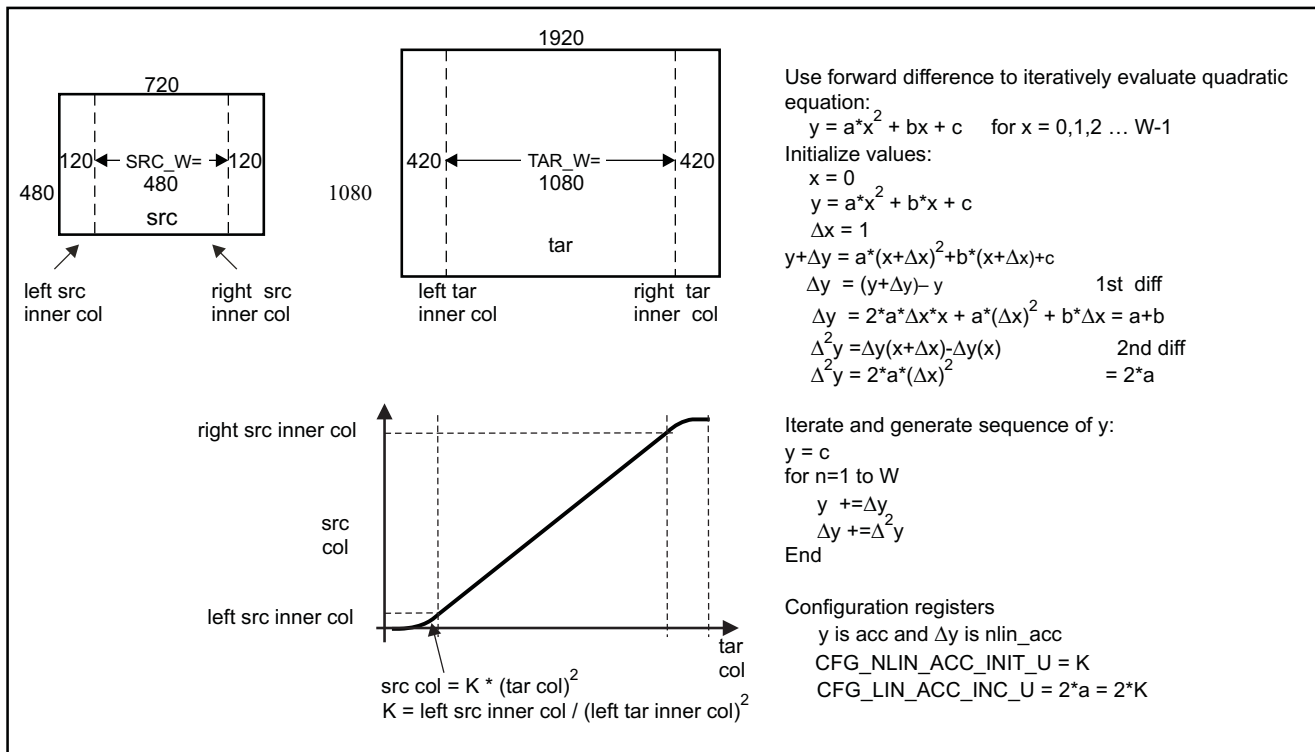 720
120
SRC_W=
120
480
480
src
left src
inner col
right src
inner col
1920
420
TAR_W=
420
1080
1080
tar
left tar
inner col
right tar
inner col
right src inner col
src
col
left src inner col
tar
col
src col = K * (tar col)²
K = left src inner col / (left tar inner col)²
Use forward difference to iteratively evaluate quadratic
equation:
y = a*x² + bx + c for x = 0,1,2 … W-1
Initialize values:
x = 0
y = a*x² + b*x + c
Δx = 1
y+Δy = a*(x+Δx)²+b*(x+Δx)+c
Δy = (y+Δy)– y 1st diff
Δy = 2*a*Δx*x + a*(Δx)² + b*Δx = a+b
Δ²y =Δy(x+Δx)-Δy(x) 2nd diff
Δ²y = 2*a*(Δx)² = 2*a
Iterate and generate sequence of y:
y = c
for n=1 to W
y +=Δy
Δy +=Δ²y
End
Configuration registers
y is acc and Δy is nlin_acc
CFG_NLIN_ACC_INIT_U = K
CFG_LIN_ACC_INC_U = 2*a = 2*K